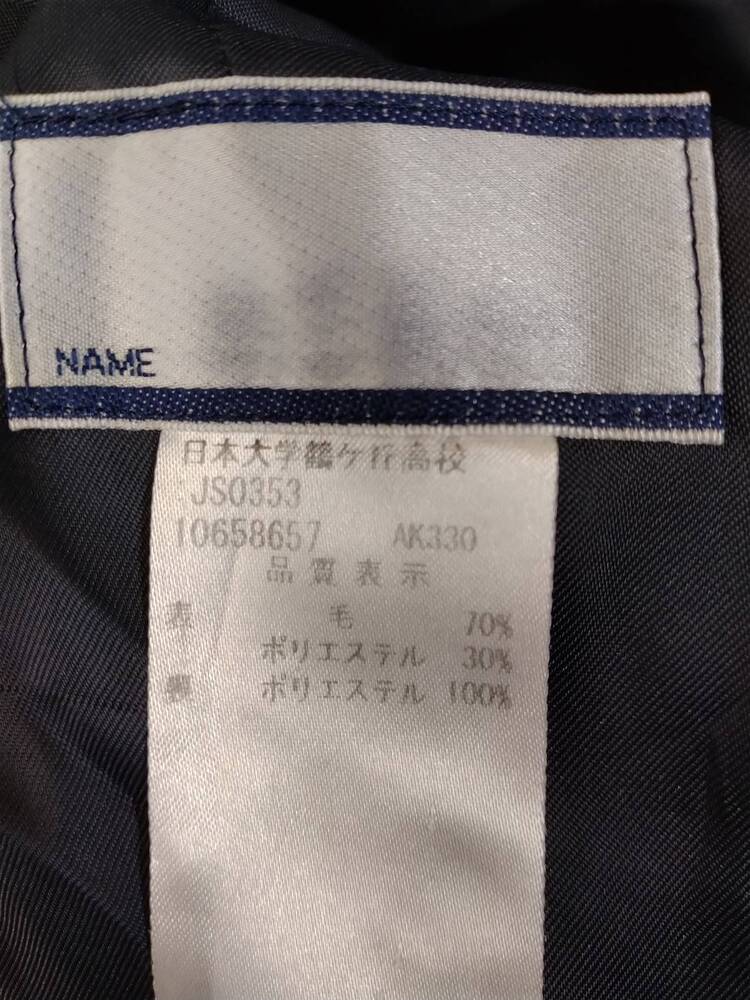 NAME
日本大学鶴ケ丘高校
JS0353
10658657 AK330
品質表示
表 毛 70%
ポリエステル 30%
裏 ポリエステル 100%